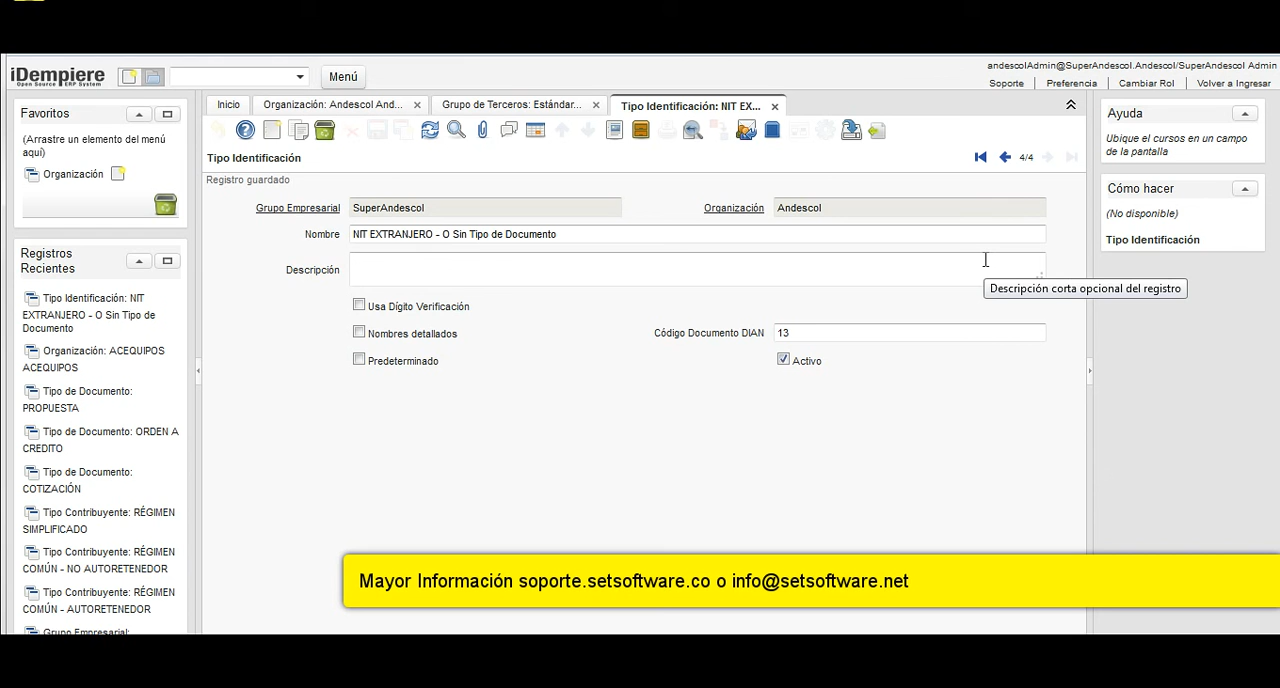 iDempiere
Open Source ERP System
Menú
andescolAdmin@SuperAndescol.Andescol/SuperAndescol Admin
Soporte
Preferencia
Cambiar Rol
Volver a Ingresar
Favoritos
(Arrastre un elemento del menú
aquí)
Organización
Registros
Recientes
Tipo Identificación: NIT
EXTRANJERO - O Sin Tipo de
Documento
Organización: ACEQUIPOS
ACEQUIPOS
Tipo de Documento:
PROPUESTA
Tipo de Documento: ORDEN A
CREDITO
Tipo de Documento:
COTIZACIÓN
Tipo Contribuyente: RÉGIMEN
SIMPLIFICADO
Tipo Contribuyente: RÉGIMEN
COMÚN - NO AUTORETENEDOR
Tipo Contribuyente: RÉGIMEN
COMÚN - AUTORETENEDOR
Grupo Empresarial:
Inicio
Organización: Andescol And...
Grupo de Terceros: Estándar...
Tipo Identificación: NIT EX...
Tipo Identificación
4/4
Registro guardado
Grupo Empresarial
SuperAndescol
Organización
Andescol
Nombre
NIT EXTRANJERO - O Sin Tipo de Documento
Descripción
Descripción corta opcional del registro
Usa Dígito Verificación
Nombres detallados
Código Documento DIAN
13
Predeterminado
Activo
Ayuda
Ubique el cursos en un campo
de la pantalla
Cómo hacer
(No disponible)
Tipo Identificación
Mayor Información soporte.setsoftware.co o info@setsoftware.net